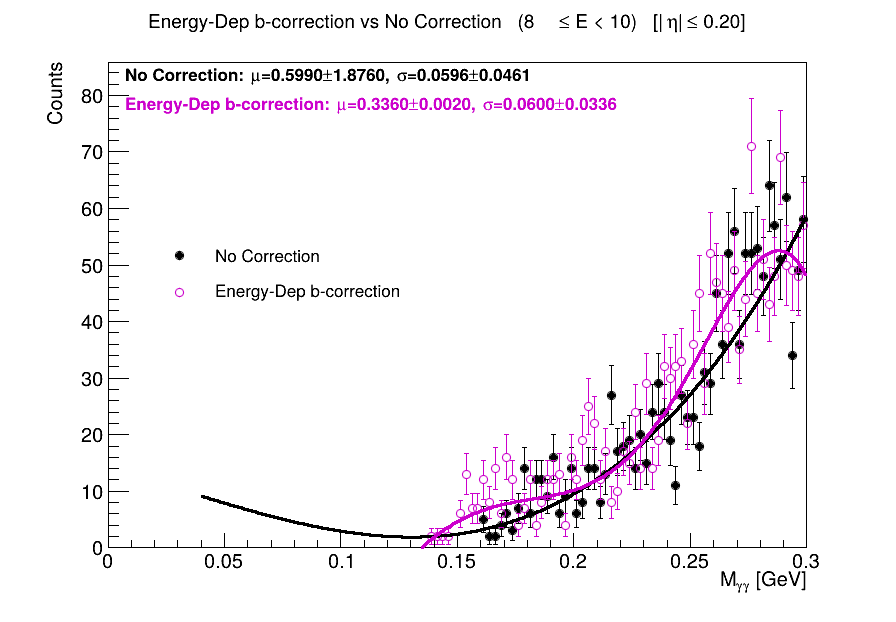 Energy-Dep b-correction vs No Correction (8 ≤ E < 10) [|η| ≤ 0.20]
Counts
No Correction: μ=0.5990±1.8760, σ=0.0596±0.0461
Energy-Dep b-correction: μ=0.3360±0.0020, σ=0.0600±0.0336
No Correction
Energy-Dep b-correction
80
70
60
50
40
30
20
10
0
0 0.05 0.1 0.15 0.2 0.25 0.3
Mγγ [GeV]